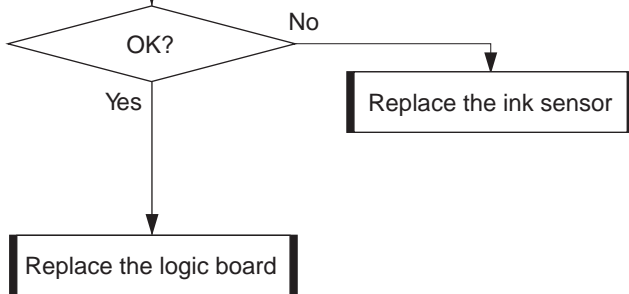 No
OK?
Yes
Replace the ink sensor
Replace the logic board